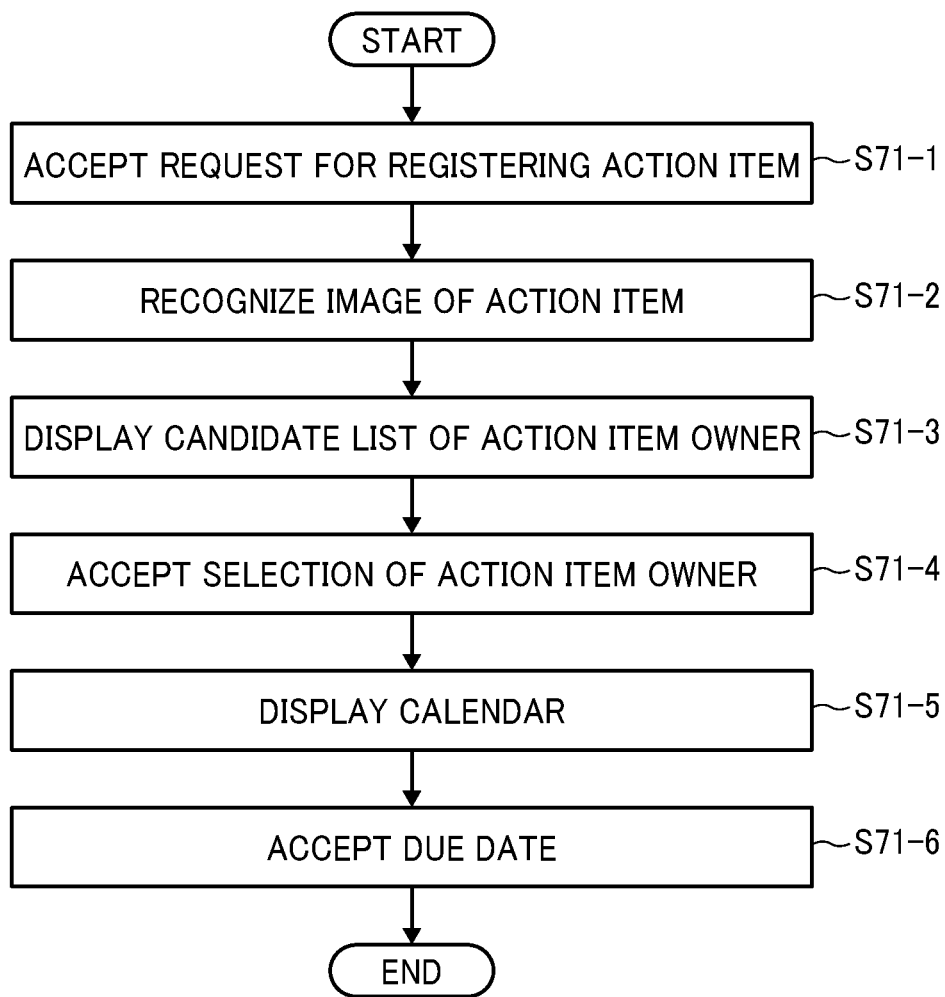 START
ACCEPT REQUEST FOR REGISTERING ACTION ITEM
S71-1
RECOGNIZE IMAGE OF ACTION ITEM
S71-2
DISPLAY CANDIDATE LIST OF ACTION ITEM OWNER
S71-3
ACCEPT SELECTION OF ACTION ITEM OWNER
S71-4
DISPLAY CALENDAR
S71-5
ACCEPT DUE DATE
S71-6
END